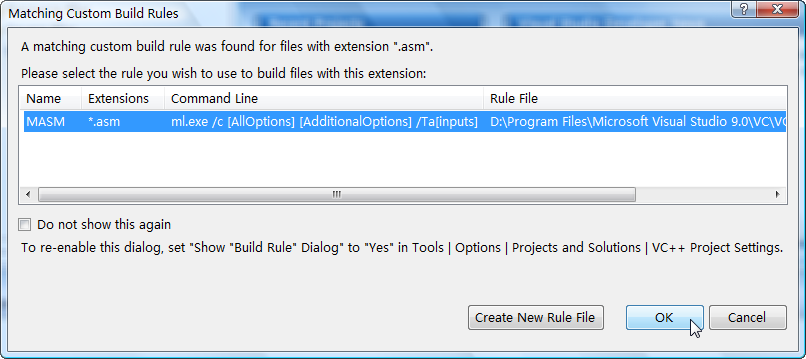 Matching Custom Build Rules
A matching custom build rule was found for files with extension ".asm".
Please select the rule you wish to use to build files with this extension:
Name Extensions Command Line Rule File
MASM *.asm ml.exe /c [AllOptions] [AdditionalOptions] /Ta[inputs] D:\Program Files\Microsoft Visual Studio 9.0\VC\VC
Do not show this again
To re-enable this dialog, set "Show "Build Rule" Dialog" to "Yes" in Tools | Options | Projects and Solutions | VC++ Project Settings.
Create New Rule File OK Cancel